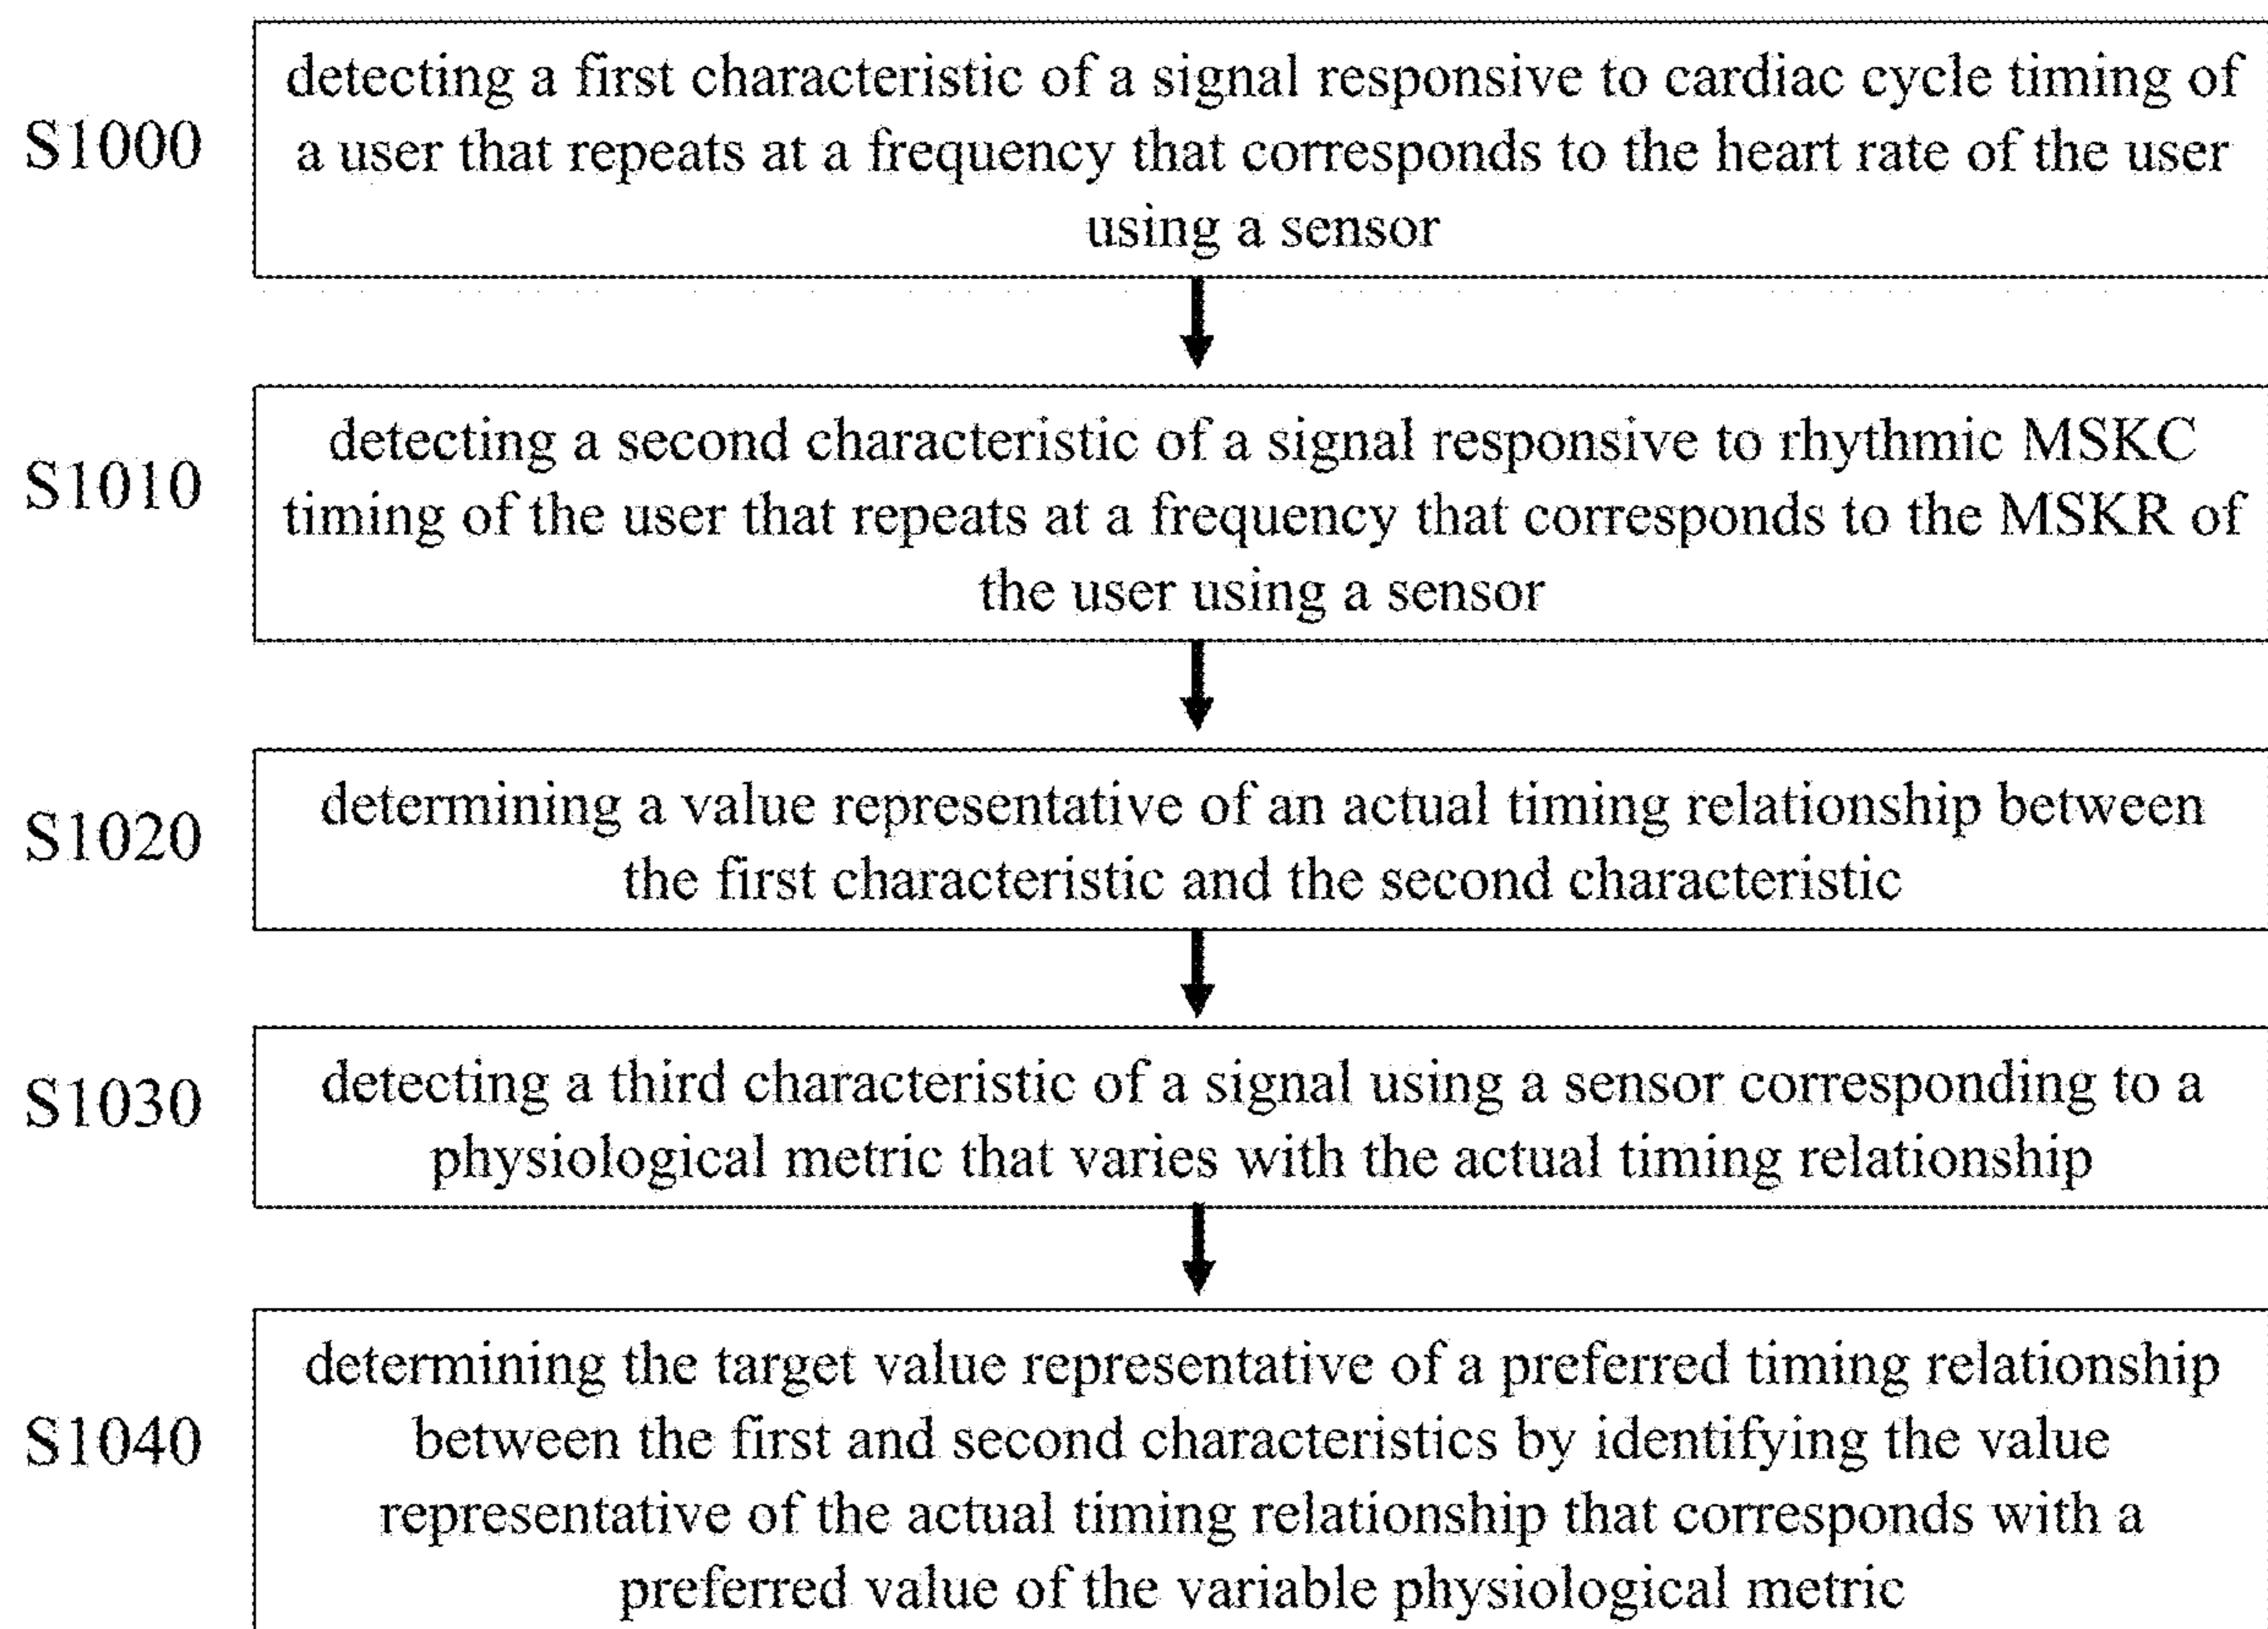 detecting a first characteristic of a signal responsive to cardiac cycle timing of
S1000
a user that repeats at a frequency that corresponds to the heart rate of the user
using a sensor
detecting a second characteristic of a signal responsive to rhythmic MSKC
S1010
timing of the user that repeats at a frequency that corresponds to the MSKR of
the user using a sensor
determining a value representative of an actual timing relationship between
S1020
the first characteristic and the second characteristic
detecting a third characteristic of a signal using a sensor corresponding to a
S1030
physiological metric that varies with the actual timing relationship
determining the target value representative of a preferred timing relationship
between the first and second characteristics by identifying the value
S1040
representative of the actual timing relationship that corresponds with a
preferred value of the variable physiological metric